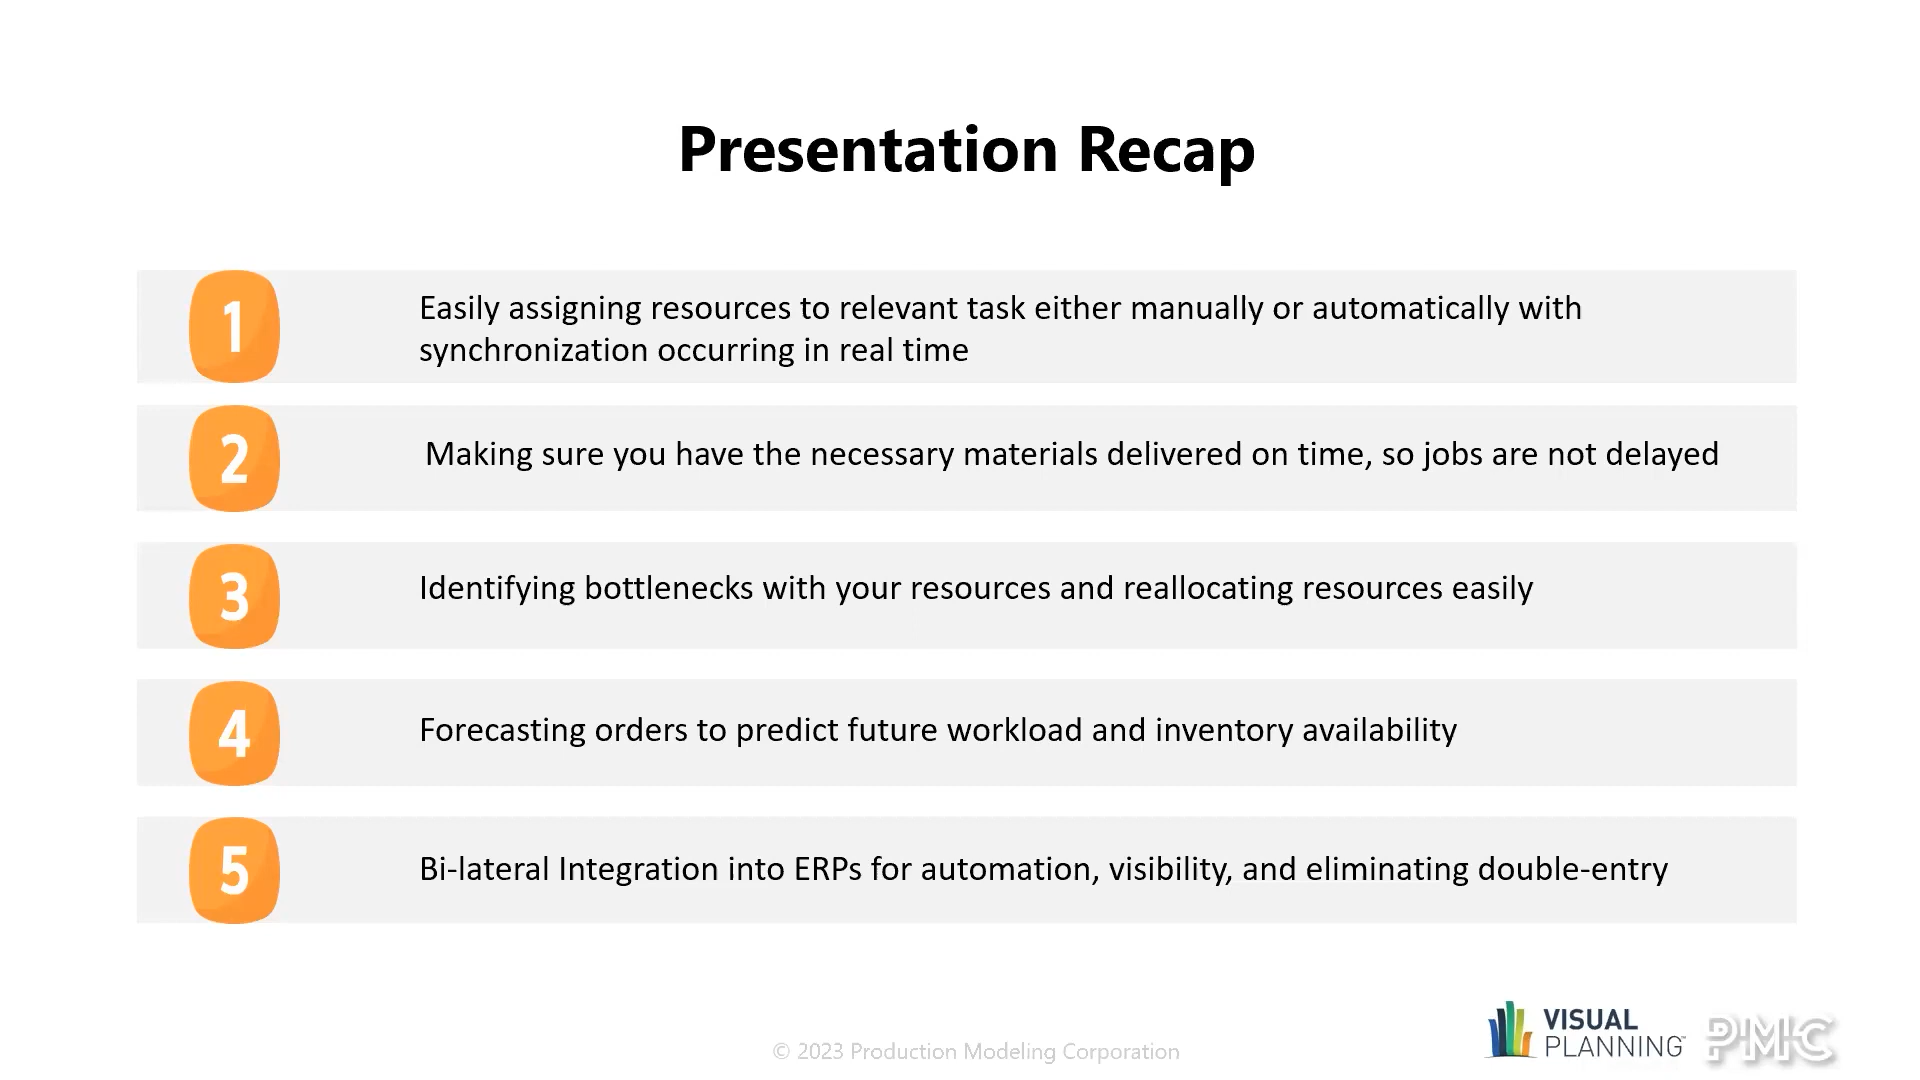 Presentation Recap
1
Easily assigning resources to relevant task either manually or automatically with
synchronization occurring in real time
2
Making sure you have the necessary materials delivered on time, so jobs are not delayed
3
Identifying bottlenecks with your resources and reallocating resources easily
4
Forecasting orders to predict future workload and inventory availability
5
Bi-lateral Integration into ERPs for automation, visibility, and eliminating double-entry
© 2023 Production Modeling Corporation
VISUAL
PLANNING™
PMC